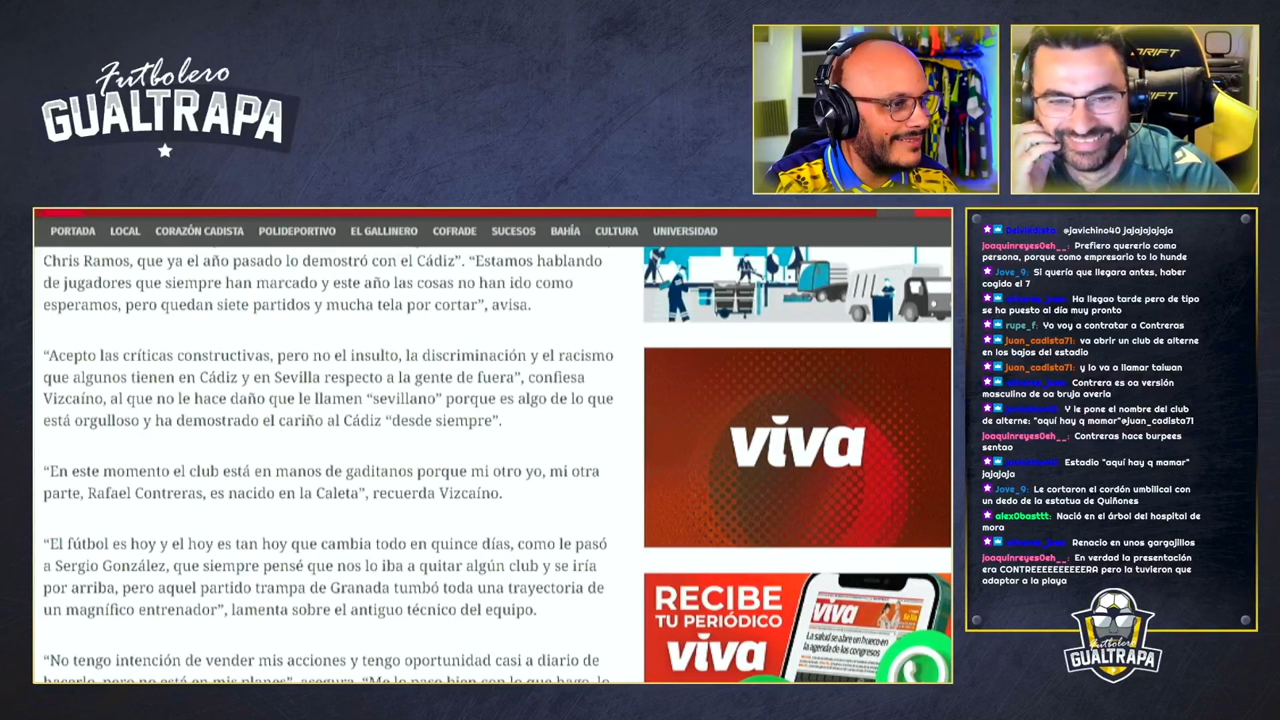 Futbolero
GUALTRAPA
DRIFT
PORTADA LOCAL CORAZÓN CADISTA POLIDEPORTIVO EL GALLINERO COFRADE SUCESOS BAHÍA CULTURA UNIVERSIDAD
Chris Ramos, que ya el año pasado lo demostró con el Cádiz”. “Estamos hablando
de jugadores que siempre han marcado y este año las cosas no han ido como
esperamos, pero quedan siete partidos y mucha tela por cortar”, avisa.
“Acepto las críticas constructivas, pero no el insulto, la discriminación y el racismo
que algunos tienen en Cádiz y en Sevilla respecto a la gente de fuera”, confiesa
Vizcaíno, al que no le hace daño que le llamen “sevillano” porque es algo de lo que
está orgulloso y ha demostrado el cariño al Cádiz “desde siempre”.
“En este momento el club está en manos de gaditanos porque mi otro yo, mi otra
parte, Rafael Contreras, es nacido en la Caleta”, recuerda Vizcaíno.
“El fútbol es hoy y el hoy es tan hoy que cambia todo en quince días, como le pasó
a Sergio González, que siempre pensé que nos lo iba a quitar algún club y se iría
por arriba, pero aquel partido trampa de Granada tumbó toda una trayectoria de
un magnífico entrenador”, lamenta sobre el antiguo técnico del equipo.
“No tengo intención de vender mis acciones y tengo oportunidad casi a diario de
viva
RECIBE
TU PERIÓDICO
viva
viva
La salud se abre un hueco en
la agenda de los congresos
@javichino40 jajajajajaja
joaquinreyes0eh__: Prefiero quererlo como
persona, porque como empresario to lo hunde
Jove_9: Si quería que llegara antes, haber
cogido el 7
Ha llegao tarde pero de tipo
se ha puesto al día muy pronto
rupe_f: Yo voy a contratar a Contreras
juan_cadista71: va abrir un club de alterne
en los bajos del estadio
juan_cadista71: y lo va a llamar taiwan
Contrera es oa versión
masculina de oa bruja averia
Y le pone el nombre del club
de alterne: "aquí hay q mamar"@juan_cadista71
joaquinreyes0eh__: Contreras hace burpees
sentao
Estadio "aquí hay q mamar"
jajajaja
Jove_9: Le cortaron el cordón umbilical con
un dedo de la estatua de Quiñones
alex0basttt: Nació en el árbol del hospital de
mora
Renacio en unos gargajillos
joaquinreyes0eh__: En verdad la presentación
era CONTREEEEEEEEEERA pero la tuvieron que
adaptar a la playa
Futbolero
GUALTRAPA